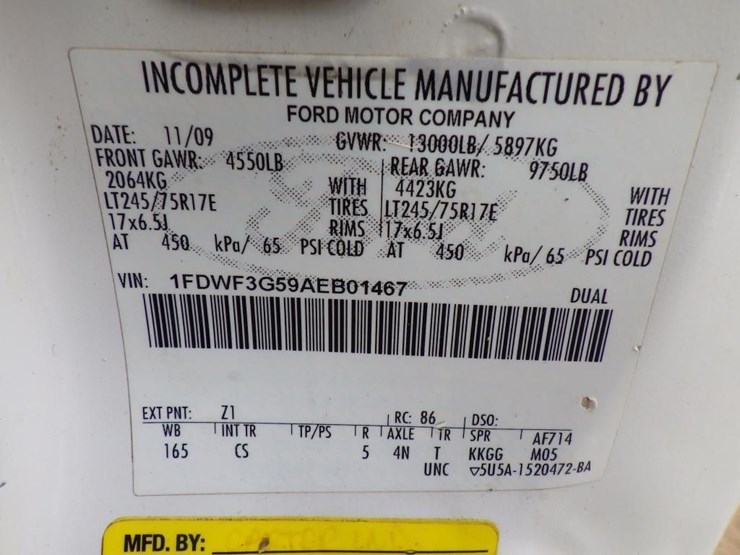 INCOMPLETE VEHICLE MANUFACTURED BY
FORD MOTOR COMPANY
DATE: 11/09 GVWR: 13000LB/ 5897KG
FRONT GAWR: 4550LB REAR GAWR: 9750LB
2064KG WITH 4423KG WITH
LT245/75R17E TIRES LT245/75R17E TIRES
17x6.5J RIMS 17x6.5J RIMS
AT 450 kPa/ 65 PSI COLD AT 450 kPa/ 65 PSI COLD
VIN: 1FDWF3G59AEB01467 DUAL
EXT PNT: Z1 RC: 86 DSO:
WB INT TR TP/PS R AXLE TR SPR AF714
165 CS 5 4N T KKGG M05
UNC ▽5U5A-1520472-BA
MFD. BY: